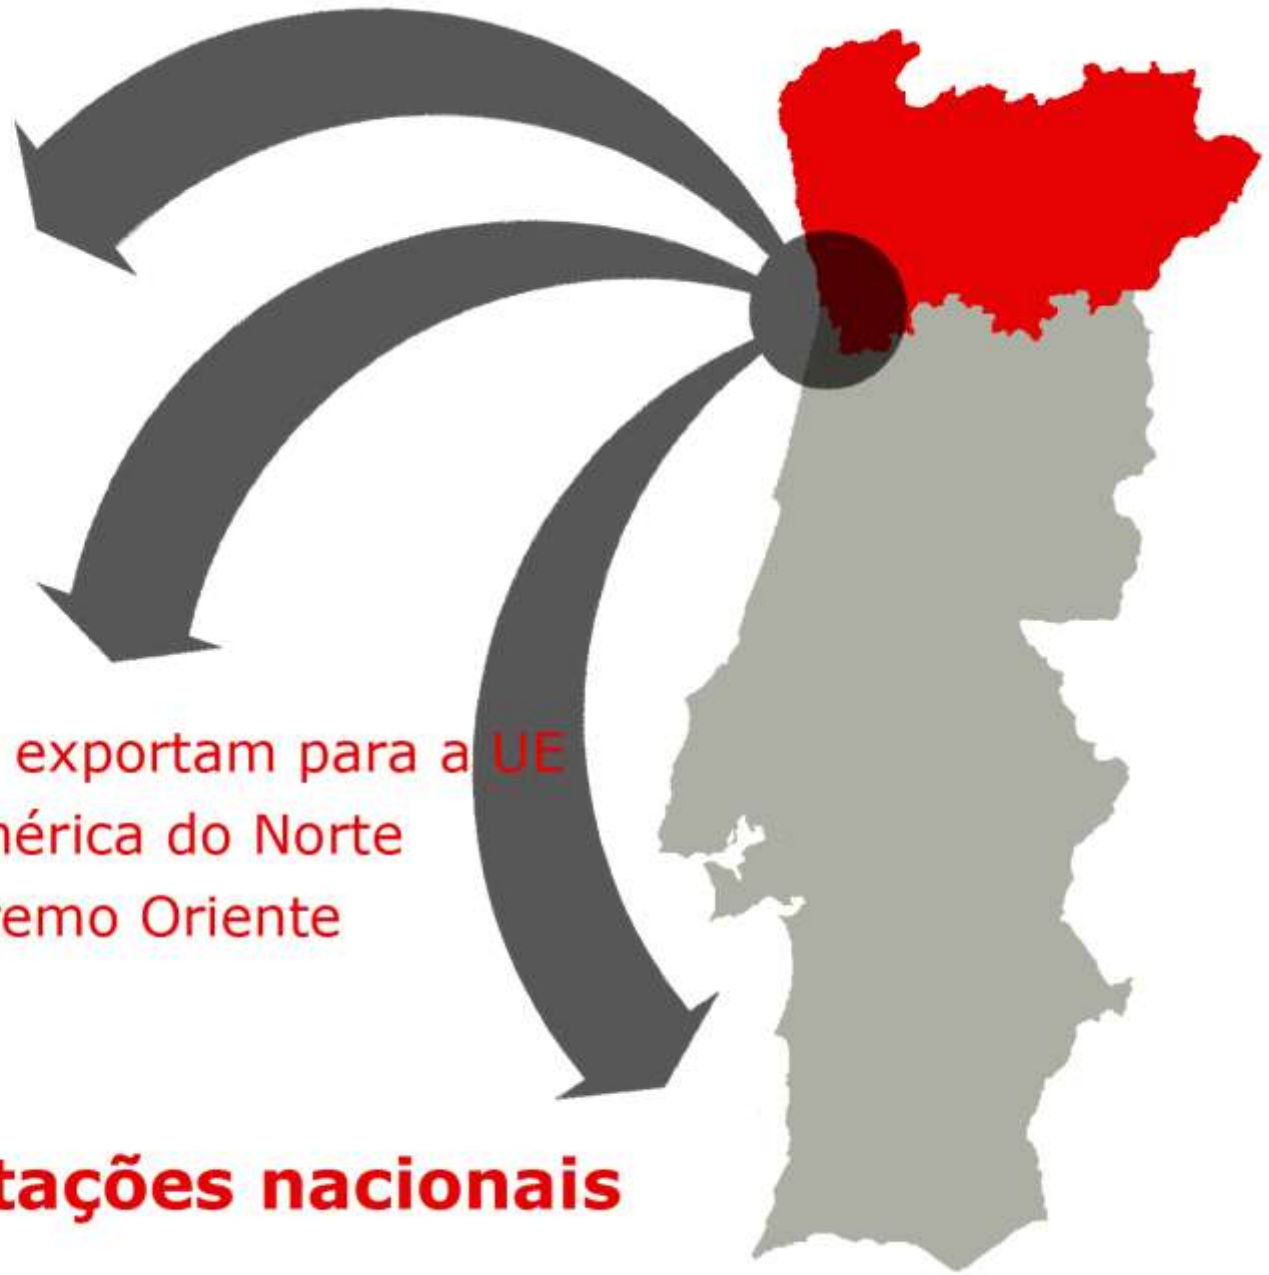 exportam para a UE
mérica do Norte
remo Oriente
tações nacionais